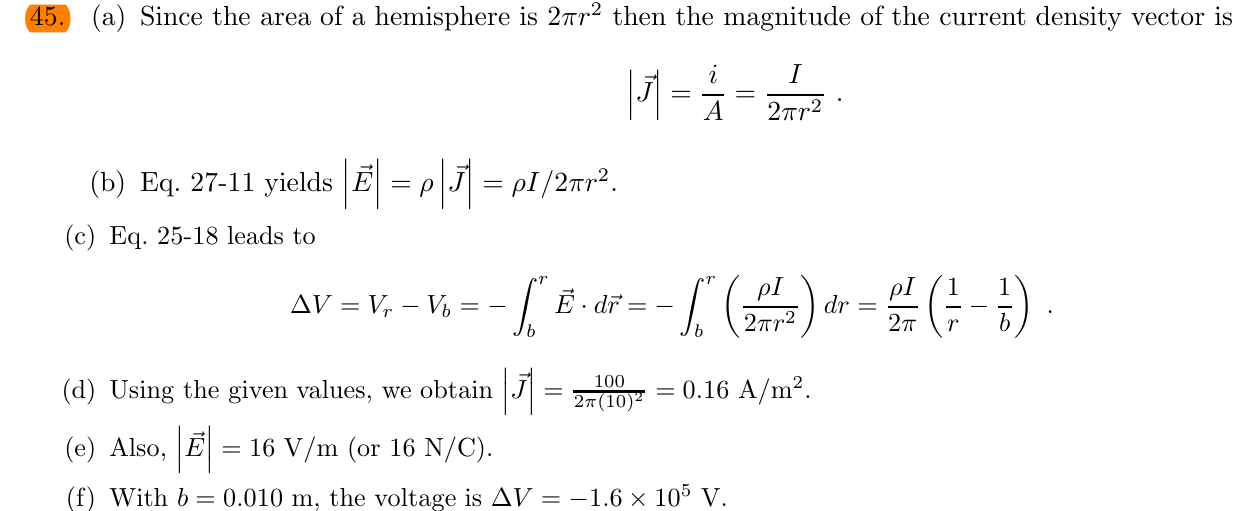 45. (a) Since the area of a hemisphere is 2πr² then the magnitude of the current density vector is
|J⃗| = i/A = I/2πr² .
(b) Eq. 27-11 yields |E⃗| = ρ|J⃗| = ρI/2πr².
(c) Eq. 25-18 leads to
ΔV = Vᵣ − V_b = −∫_b^r E⃗ · dr⃗ = −∫_b^r (ρI/2πr²) dr = ρI/2π (1/r − 1/b) .
(d) Using the given values, we obtain |J⃗| = 100/2π(10)² = 0.16 A/m².
(e) Also, |E⃗| = 16 V/m (or 16 N/C).
(f) With b = 0.010 m, the voltage is ΔV = −1.6 × 10⁵ V.